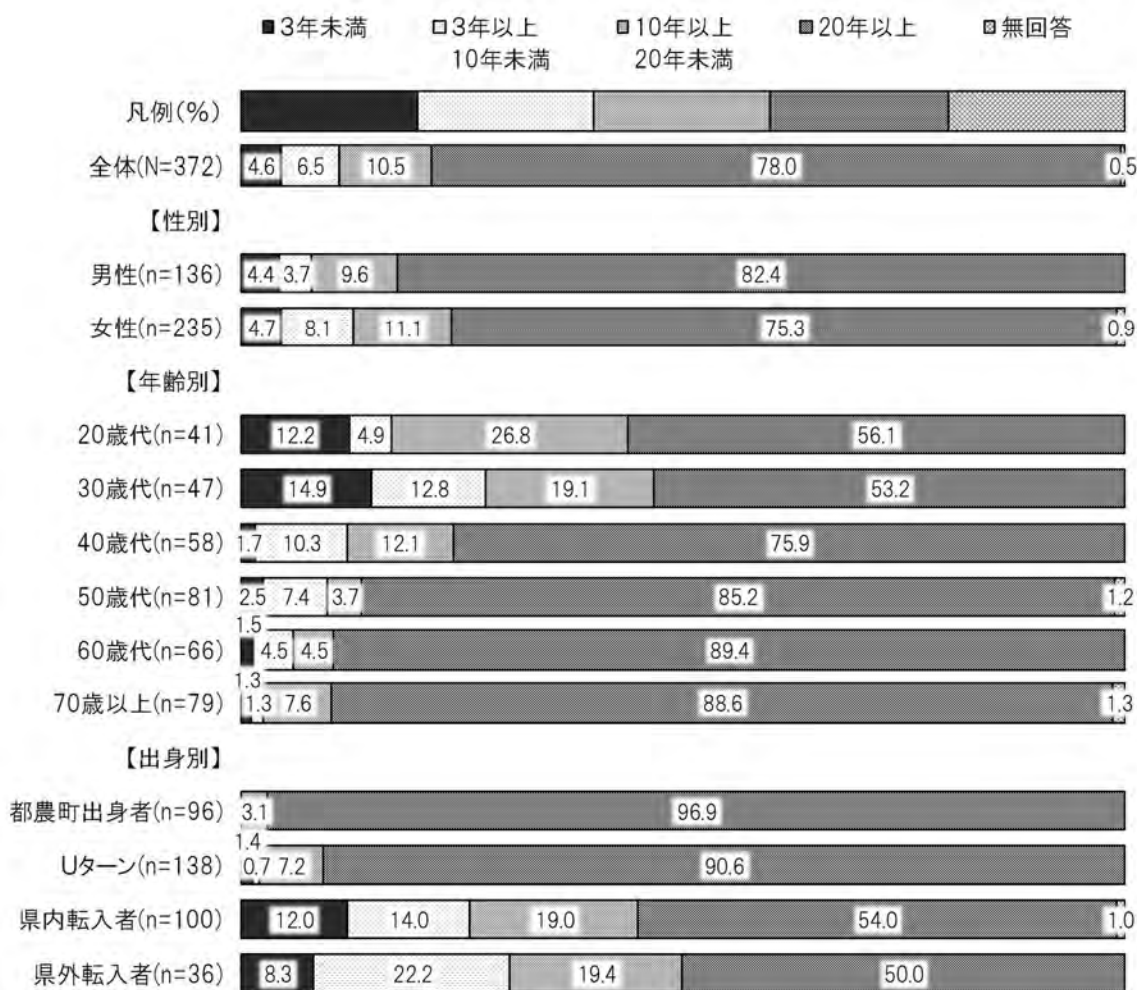 ■3年未満 □3年以上 ■10年以上 ■20年以上 ▨無回答
10年未満 20年未満
凡例(%)
全体(N=372) 4.6 6.5 10.5 78.0 0.5
【性別】
男性(n=136) 4.4 3.7 9.6 82.4
女性(n=235) 4.7 8.1 11.1 75.3 0.9
【年齢別】
20歳代(n=41) 12.2 4.9 26.8 56.1
30歳代(n=47) 14.9 12.8 19.1 53.2
40歳代(n=58) 1.7 10.3 12.1 75.9
50歳代(n=81) 2.5 7.4 3.7 85.2 1.2
1.5
60歳代(n=66) 4.5 4.5 89.4
1.3
70歳以上(n=79) 1.3 7.6 88.6 1.3
【出身別】
都農町出身者(n=96) 3.1 96.9
1.4
Uターン(n=138) 0.7 7.2 90.6
県内転入者(n=100) 12.0 14.0 19.0 54.0 1.0
県外転入者(n=36) 8.3 22.2 19.4 50.0